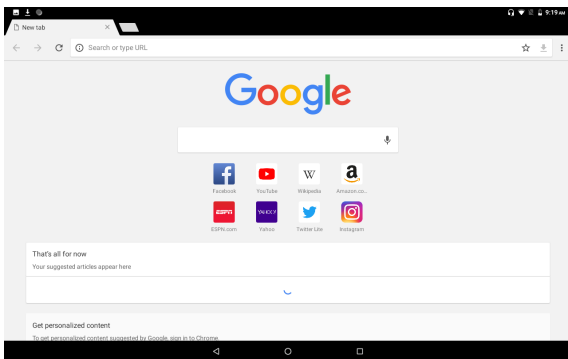 9:19 AM
New tab
Search or type URL
Google
W
a
Facebook
YouTube
Wikipedia
Amazon.co...
ESPN
YAHOO!
ESPN.com
Yahoo
Twitter Lite
Instagram
That's all for now
Your suggested articles appear here
Get personalized content
To get personalized content suggested by Google, sign in to Chrome.